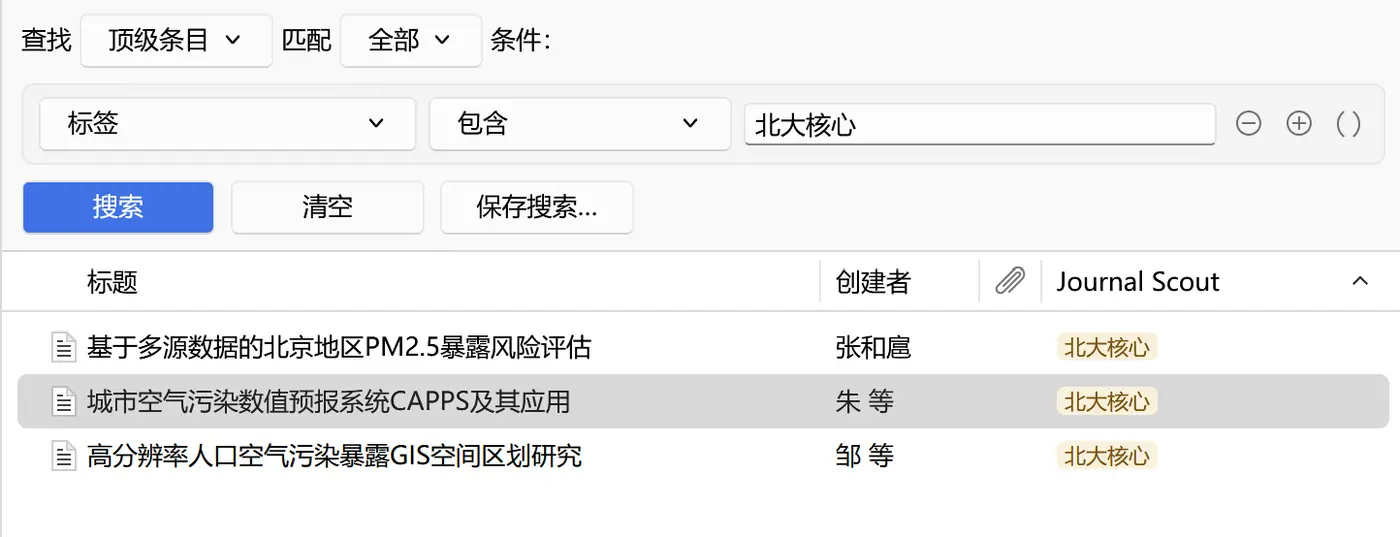 查找 顶级条目 匹配 全部 条件：
标签 包含 北大核心
搜索 清空 保存搜索...
标题 创建者 Journal Scout
基于多源数据的北京地区PM2.5暴露风险评估 张和扈 北大核心
城市空气污染数值预报系统CAPPS及其应用 朱 等 北大核心
高分辨率人口空气污染暴露GIS空间区划研究 邹 等 北大核心